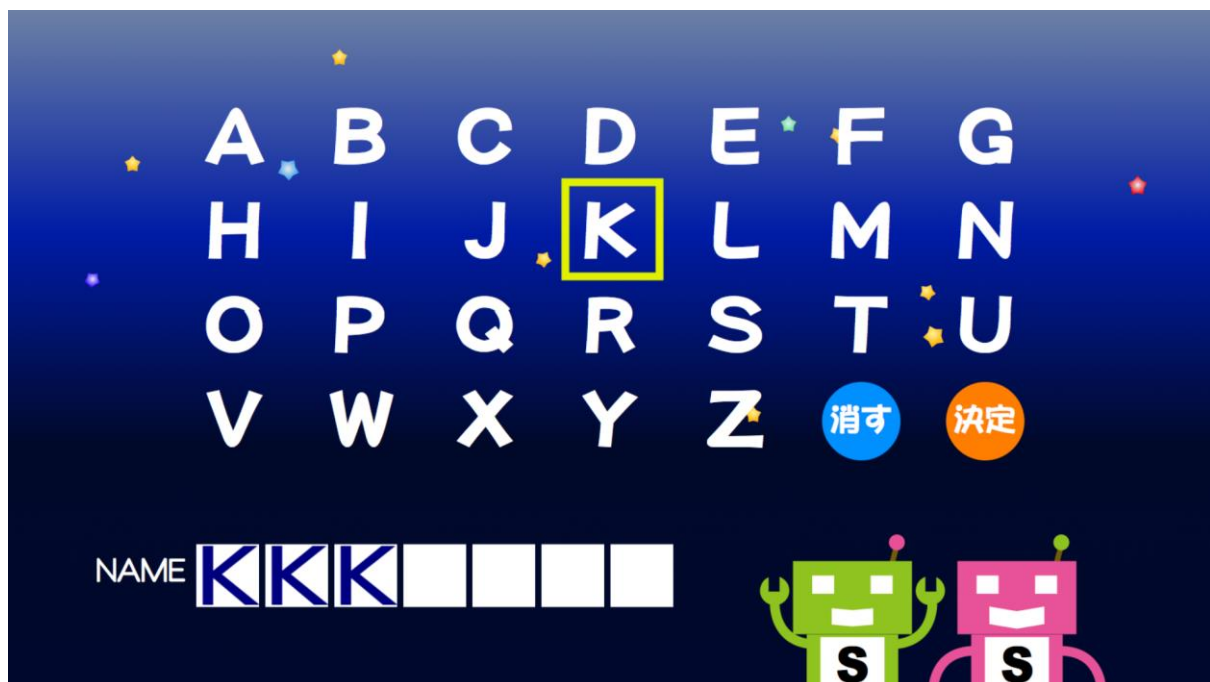 A B C D E F G
H I J K L M N
O P Q R S T U
V W X Y Z 消す 決定
NAME KKK
S S